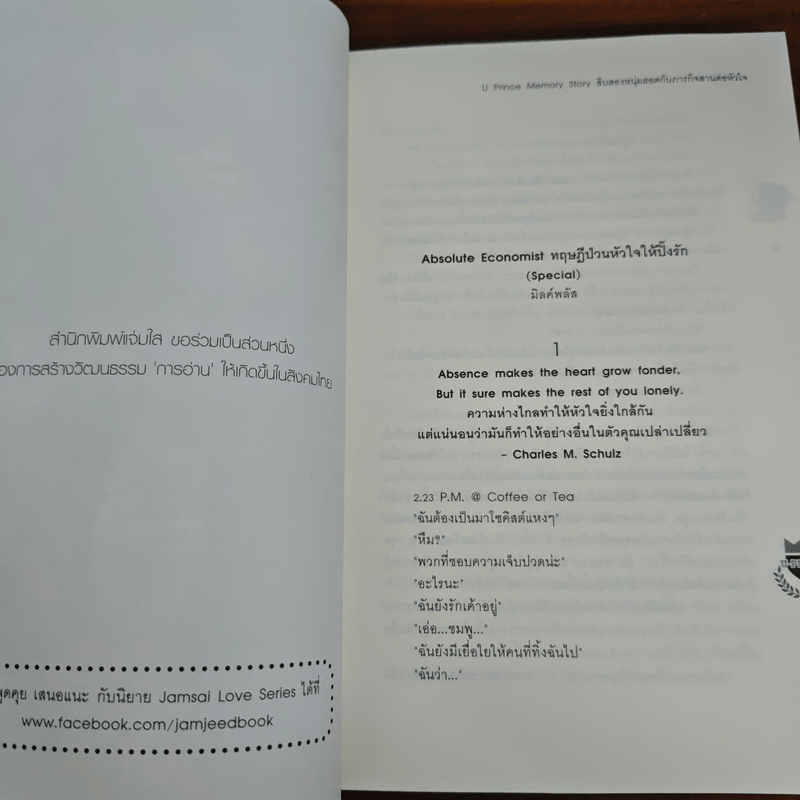 สำนักพิมพ์แจ่มใส ขอร่วมเป็นส่วนหนึ่ง
องการสร้างวัฒนธรรม 'การอ่าน' ให้เกิดขึ้นในสังคมไทย
พูดคุย เสนอแนะ กับนิยาย Jamsai Love Series ได้ที่
www.facebook.com/jamjeedbook
U Prince Memory Story สิบสองหนุ่มฮอตกับภารกิจสานต่อหัวใจ
Absolute Economist ทฤษฎีป่วนหัวใจให้ปิ๊งรัก
(Special)
มิลค์พลัส
1
Absence makes the heart grow fonder,
But it sure makes the rest of you lonely.
ความห่างไกลทำให้หัวใจยิ่งใกล้กัน
แต่แน่นอนว่ามันก็ทำให้อย่างอื่นในตัวคุณเปล่าเปลี่ยว
– Charles M. Schulz
2.23 P.M. @ Coffee or Tea
"ฉันต้องเป็นมาโซคิสต์แหงๆ"
"หืม?"
"พวกที่ชอบความเจ็บปวดน่ะ"
"อะไรนะ"
"ฉันยังรักเค้าอยู่"
"เอ่อ...ชมพู..."
"ฉันยังมีเยื่อใยให้คนที่ทิ้งฉันไป"
"ฉันว่า..."